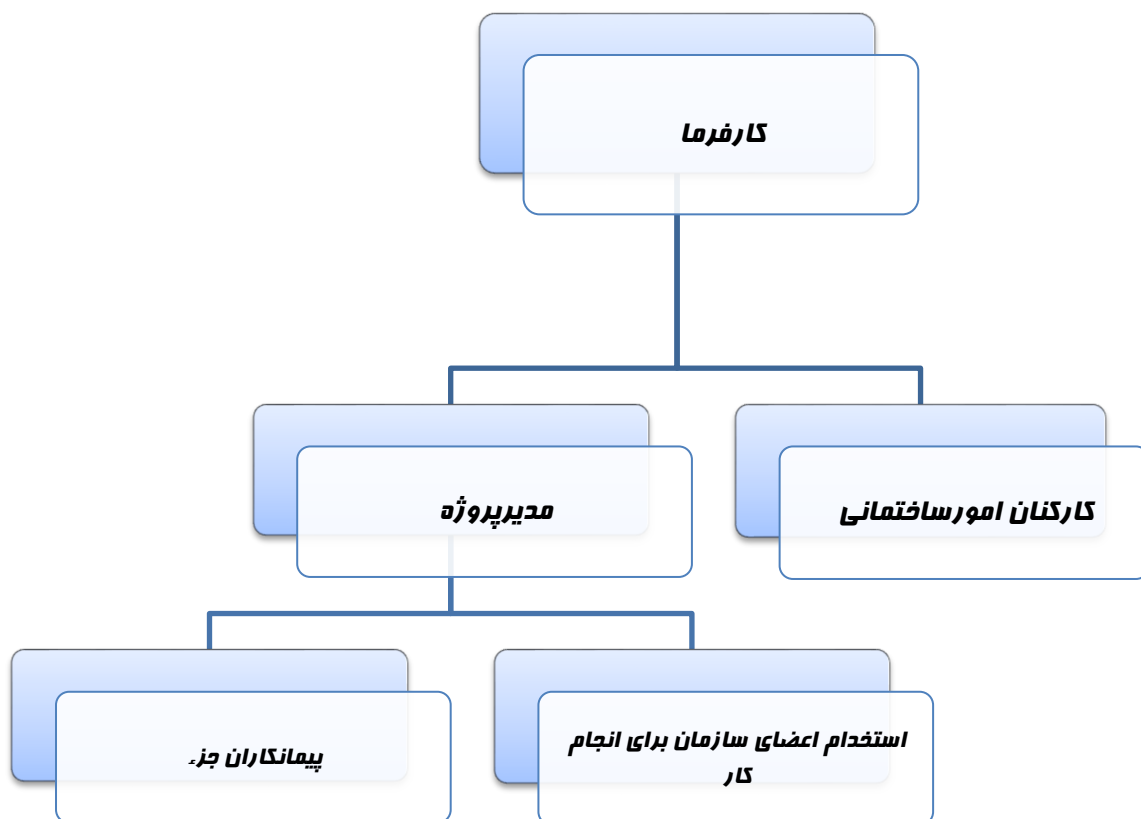 کارفرما
کارکنان امورساختمانی
مدیرپروژه
استخدام اعضای سازمان برای انجام
کار
پیمانکاران جزء